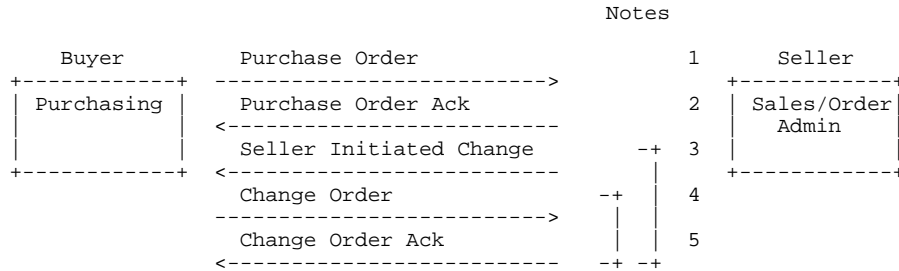 Notes
Buyer Purchase Order 1 Seller
Purchasing Purchase Order Ack 2 Sales/Order
Admin
Seller Initiated Change 3
Change Order 4
Change Order Ack 5